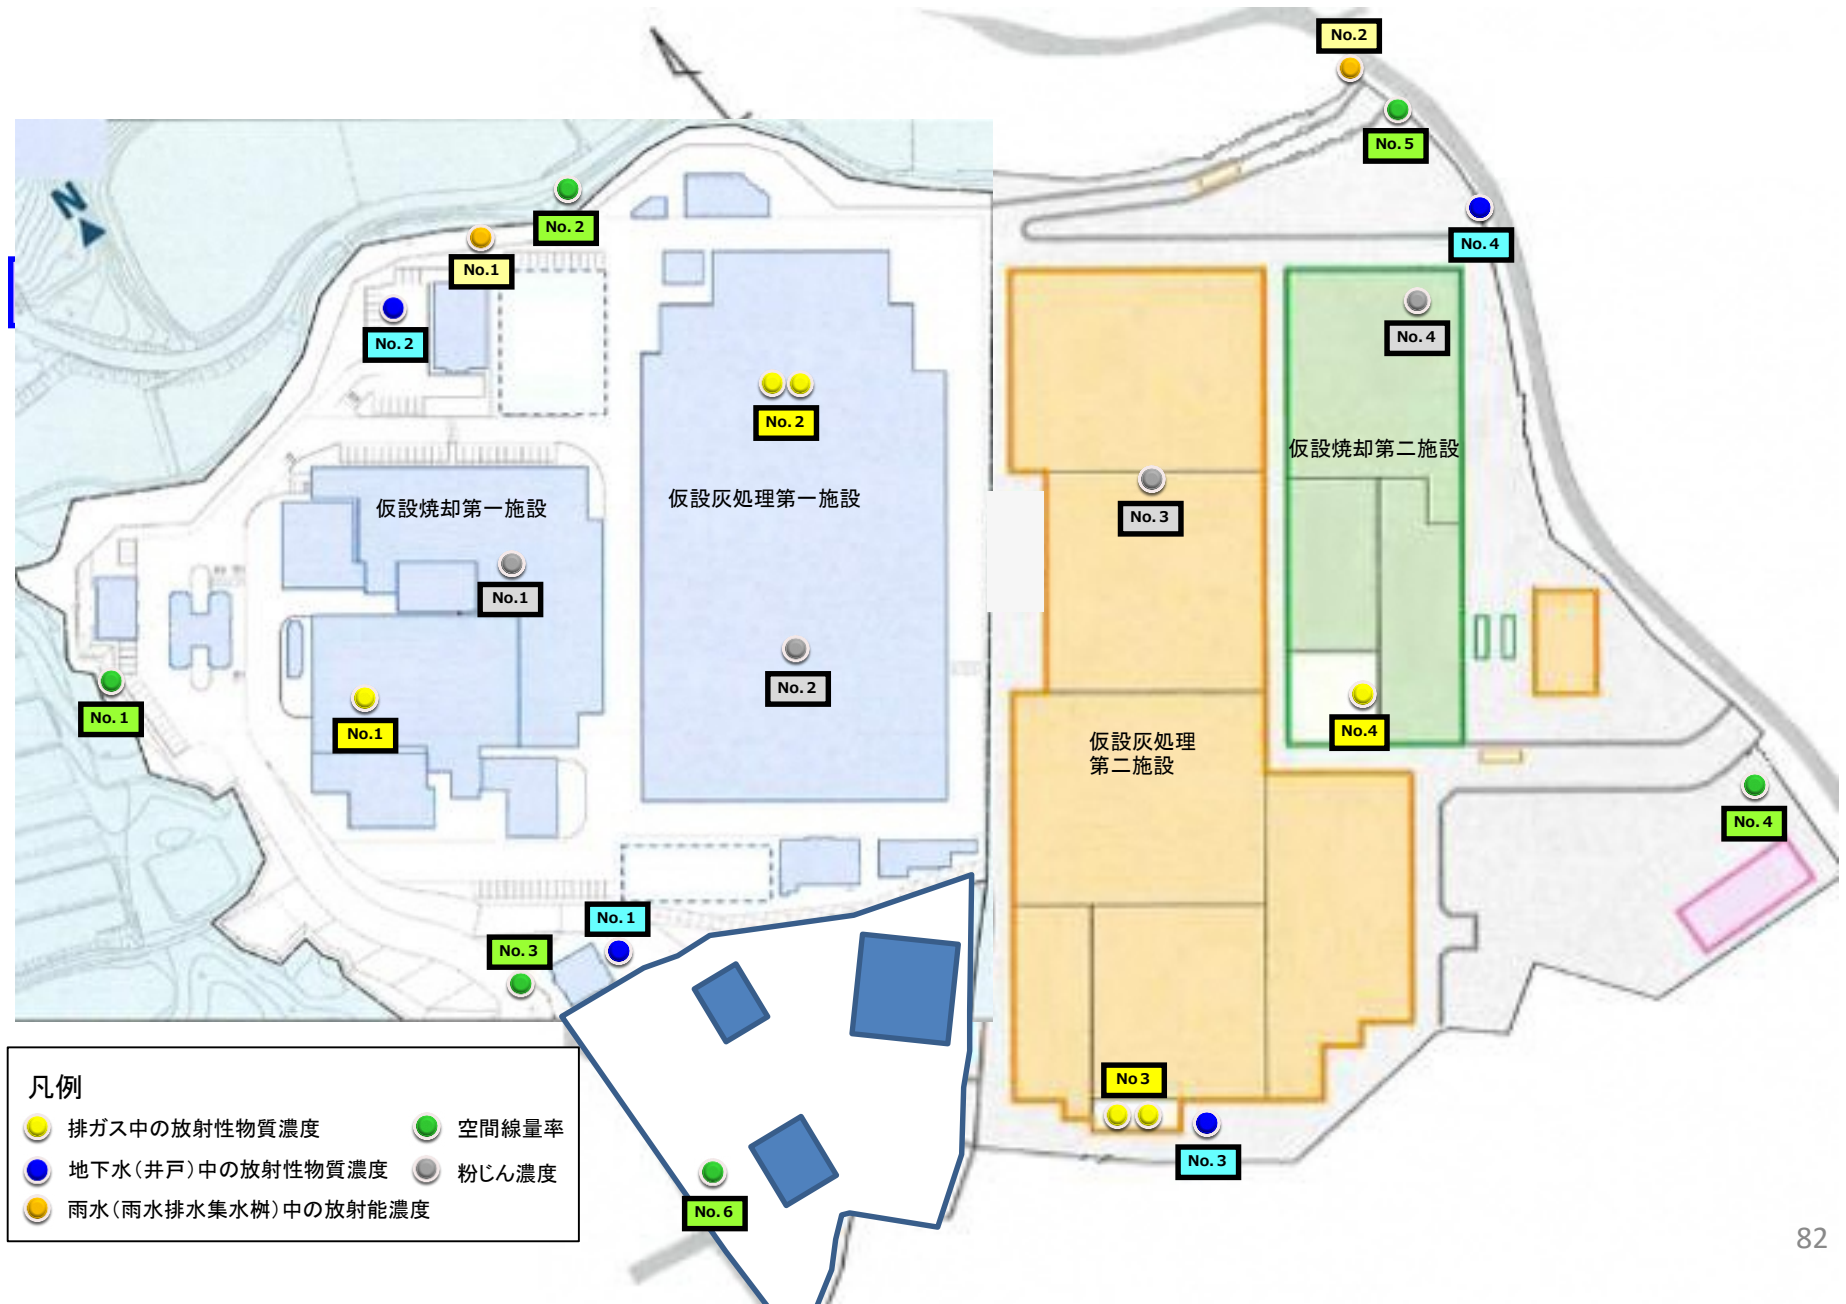 No.2
No.5
N
No.2
No.4
No.1
No.2
No.4
No.2
仮設焼却第二施設
仮設焼却第一施設
仮設灰処理第一施設
No.3
No.1
No.2
No.1
No.1
No.4
仮設灰処理
第二施設
No.4
No.1
No.3
No3
No.3
No.6
凡例
排ガス中の放射性物質濃度
空間線量率
地下水（井戸）中の放射性物質濃度
粉じん濃度
雨水（雨水排水集水桝）中の放射能濃度
82